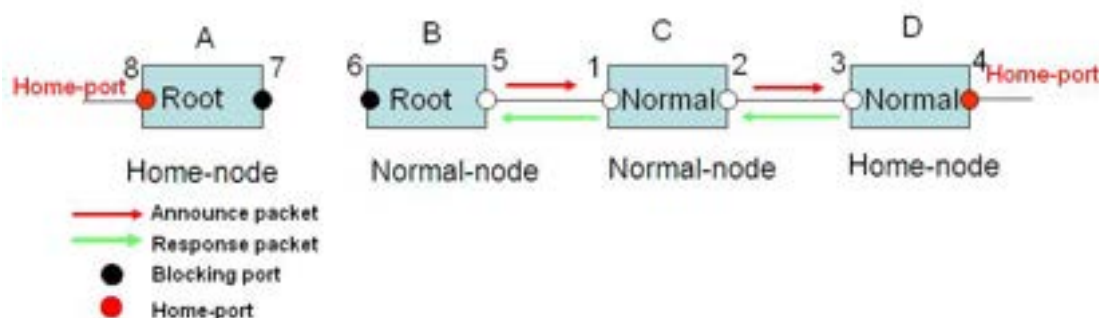 A B C D
8 7 6 5 1 2 3 4
Home-port Root Root Normal Normal Home-port
Home-node Normal-node Normal-node Home-node
Announce packet
Response packet
Blocking port
Home-port